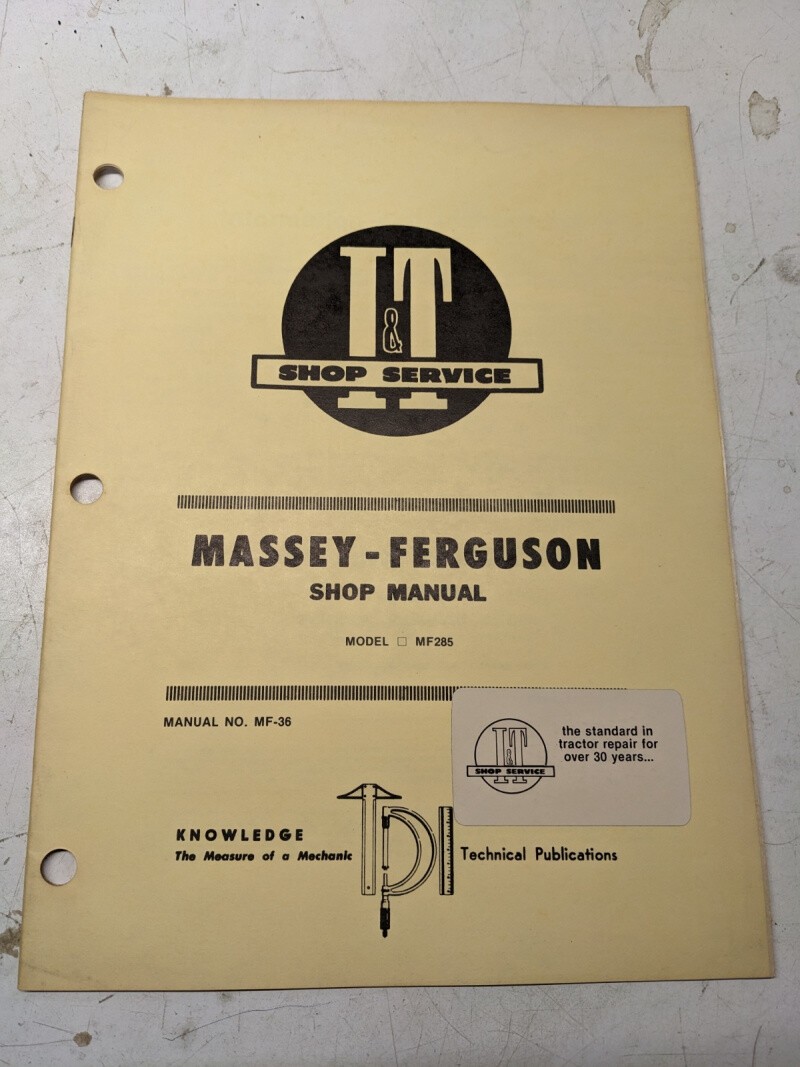 I&T
SHOP SERVICE
MASSEY-FERGUSON
SHOP MANUAL
MODEL □ MF285
MANUAL NO. MF-36
I&T
SHOP SERVICE
the standard in
tractor repair for
over 30 years...
KNOWLEDGE
The Measure of a Mechanic
Technical Publications